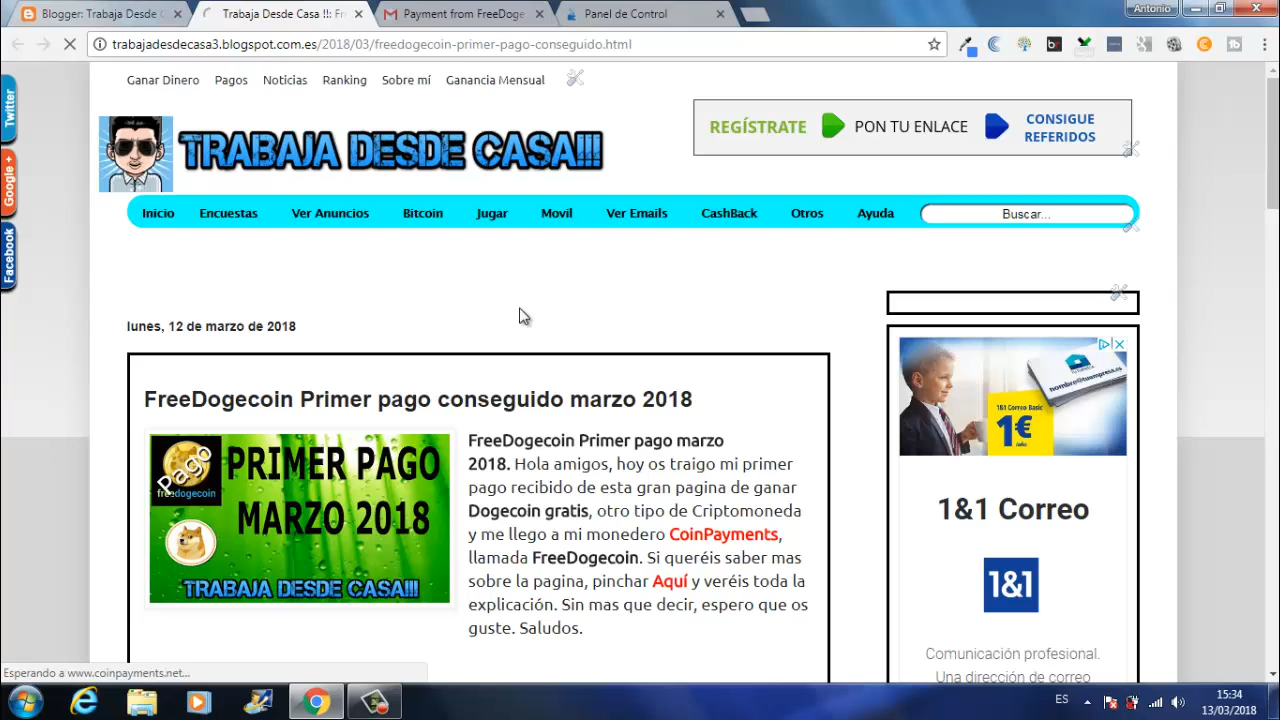 Blogger: Trabaja Desde C
Trabaja Desde Casa !!!: Fr
Payment from FreeDoge
Panel de Control
Antonio
trabajadesdecasa3.blogspot.com.es/2018/03/freedogecoin-primer-pago-conseguido.html
Ganar Dinero Pagos Noticias Ranking Sobre mí Ganancia Mensual
TRABAJA DESDE CASA!!!
REGÍSTRATE PON TU ENLACE CONSIGUE
REFERIDOS
Inicio Encuestas Ver Anuncios Bitcoin Jugar Movil Ver Emails CashBack Otros Ayuda Buscar...
Twitter
Google +
Facebook
lunes, 12 de marzo de 2018
FreeDogecoin Primer pago conseguido marzo 2018
Pago
freedogecoin
PRIMER PAGO
MARZO 2018
TRABAJA DESDE CASA!!!
FreeDogecoin Primer pago marzo
2018. Hola amigos, hoy os traigo mi primer
pago recibido de esta gran pagina de ganar
Dogecoin gratis, otro tipo de Criptomoneda
y me llego a mi monedero CoinPayments,
llamada FreeDogecoin. Si queréis saber mas
sobre la pagina, pinchar Aquí y veréis toda la
explicación. Sin mas que decir, espero que os
guste. Saludos.
nombre@tuempresa.es
1&1 Correo Basic
1€
1&1 Correo
1&1
Comunicación profesional.
Una dirección de correo
Esperando a www.coinpayments.net...
ES
15:34
13/03/2018